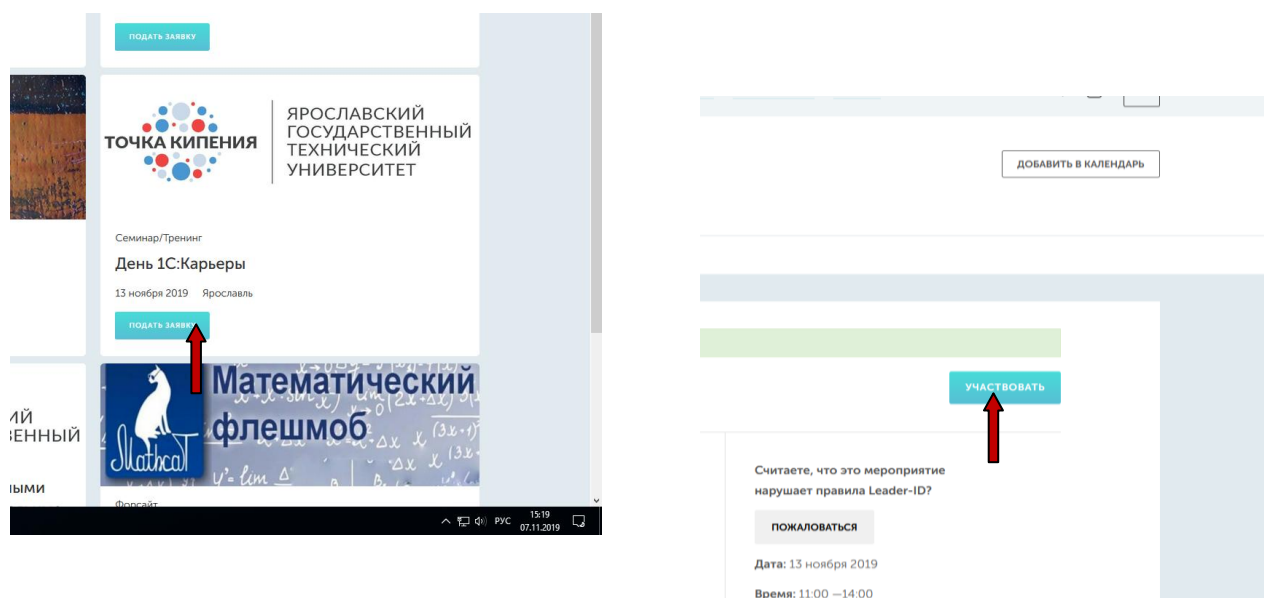 ПОДАТЬ ЗАЯВКУ
ТОЧКА КИПЕНИЯ
ЯРОСЛАВСКИЙ
ГОСУДАРСТВЕННЫЙ
ТЕХНИЧЕСКИЙ
УНИВЕРСИТЕТ
Семинар/Тренинг
День 1С:Карьеры
13 ноября 2019 Ярославль
ПОДАТЬ ЗАЯВКУ
Математический
флешмоб
Mathcat
Форсайт
РУС
15:19
07.11.2019
ДОБАВИТЬ В КАЛЕНДАРЬ
УЧАСТВОВАТЬ
Считаете, что это мероприятие
нарушает правила Leader-ID?
ПОЖАЛОВАТЬСЯ
Дата: 13 ноября 2019
Время: 11:00 —14:00